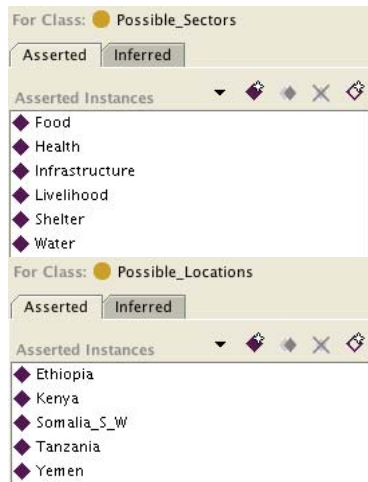 For Class: Possible_Sectors
Asserted Inferred
Asserted Instances
Food
Health
Infrastructure
Livelihood
Shelter
Water
For Class: Possible_Locations
Asserted Inferred
Asserted Instances
Ethiopia
Kenya
Somalia_S_W
Tanzania
Yemen